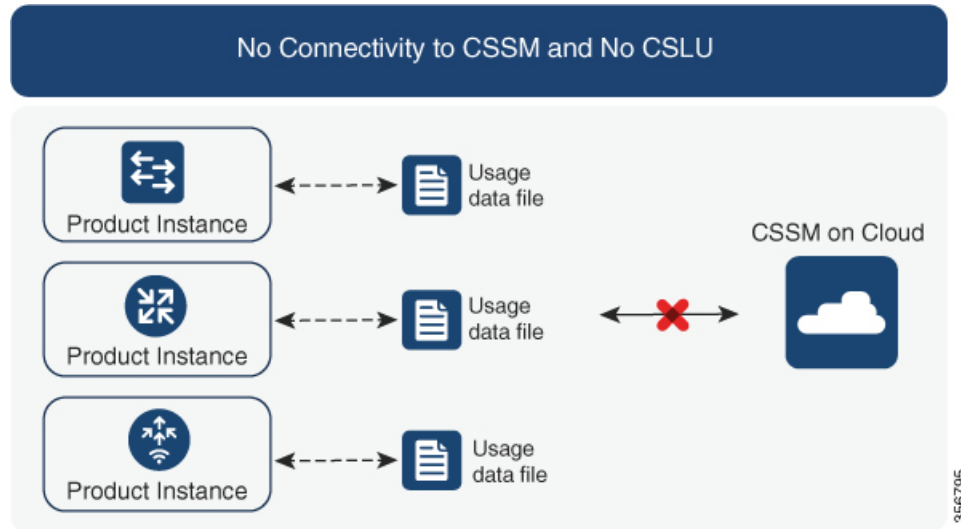 No Connectivity to CSSM and No CSLU
Product Instance
Usage
data file
CSSM on Cloud
Product Instance
Usage
data file
Product Instance
Usage
data file
356795